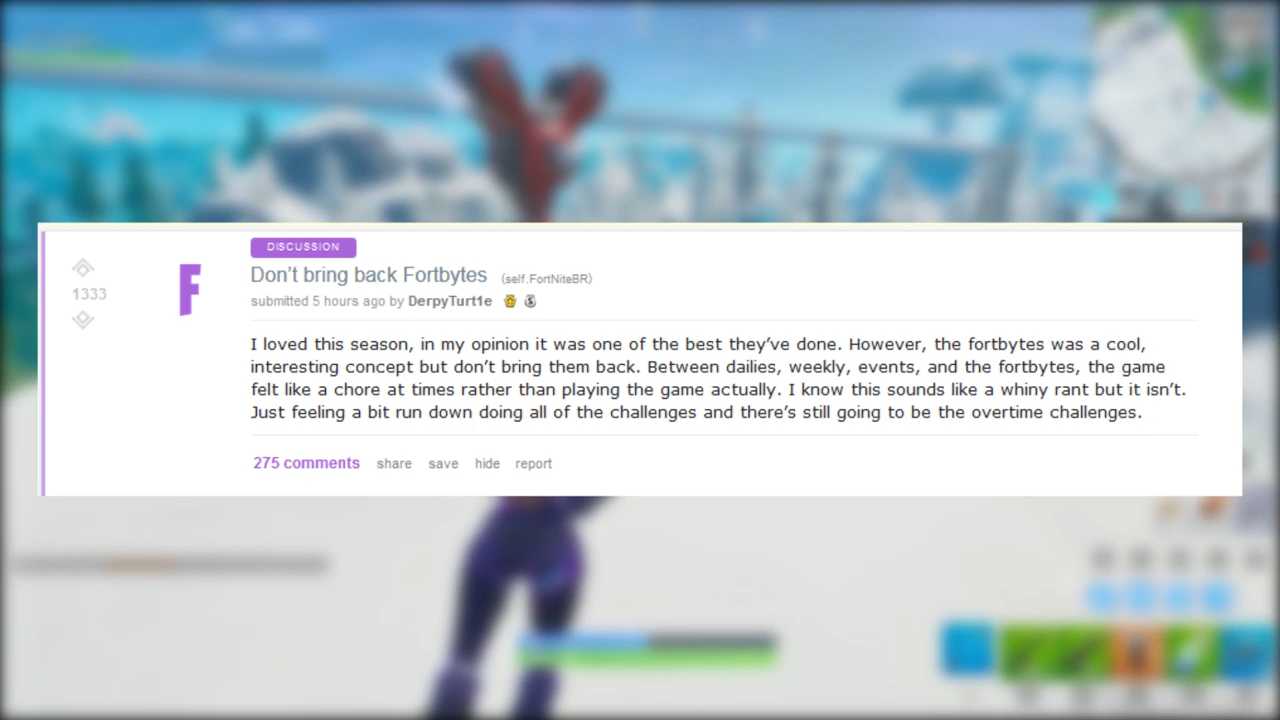 DISCUSSION
Don't bring back Fortbytes (self.FortNiteBR)
1333
submitted 5 hours ago by DerpyTurt1e
I loved this season, in my opinion it was one of the best they've done. However, the fortbytes was a cool,
interesting concept but don't bring them back. Between dailies, weekly, events, and the fortbytes, the game
felt like a chore at times rather than playing the game actually. I know this sounds like a whiny rant but it isn't.
Just feeling a bit run down doing all of the challenges and there's still going to be the overtime challenges.
275 comments share save hide report